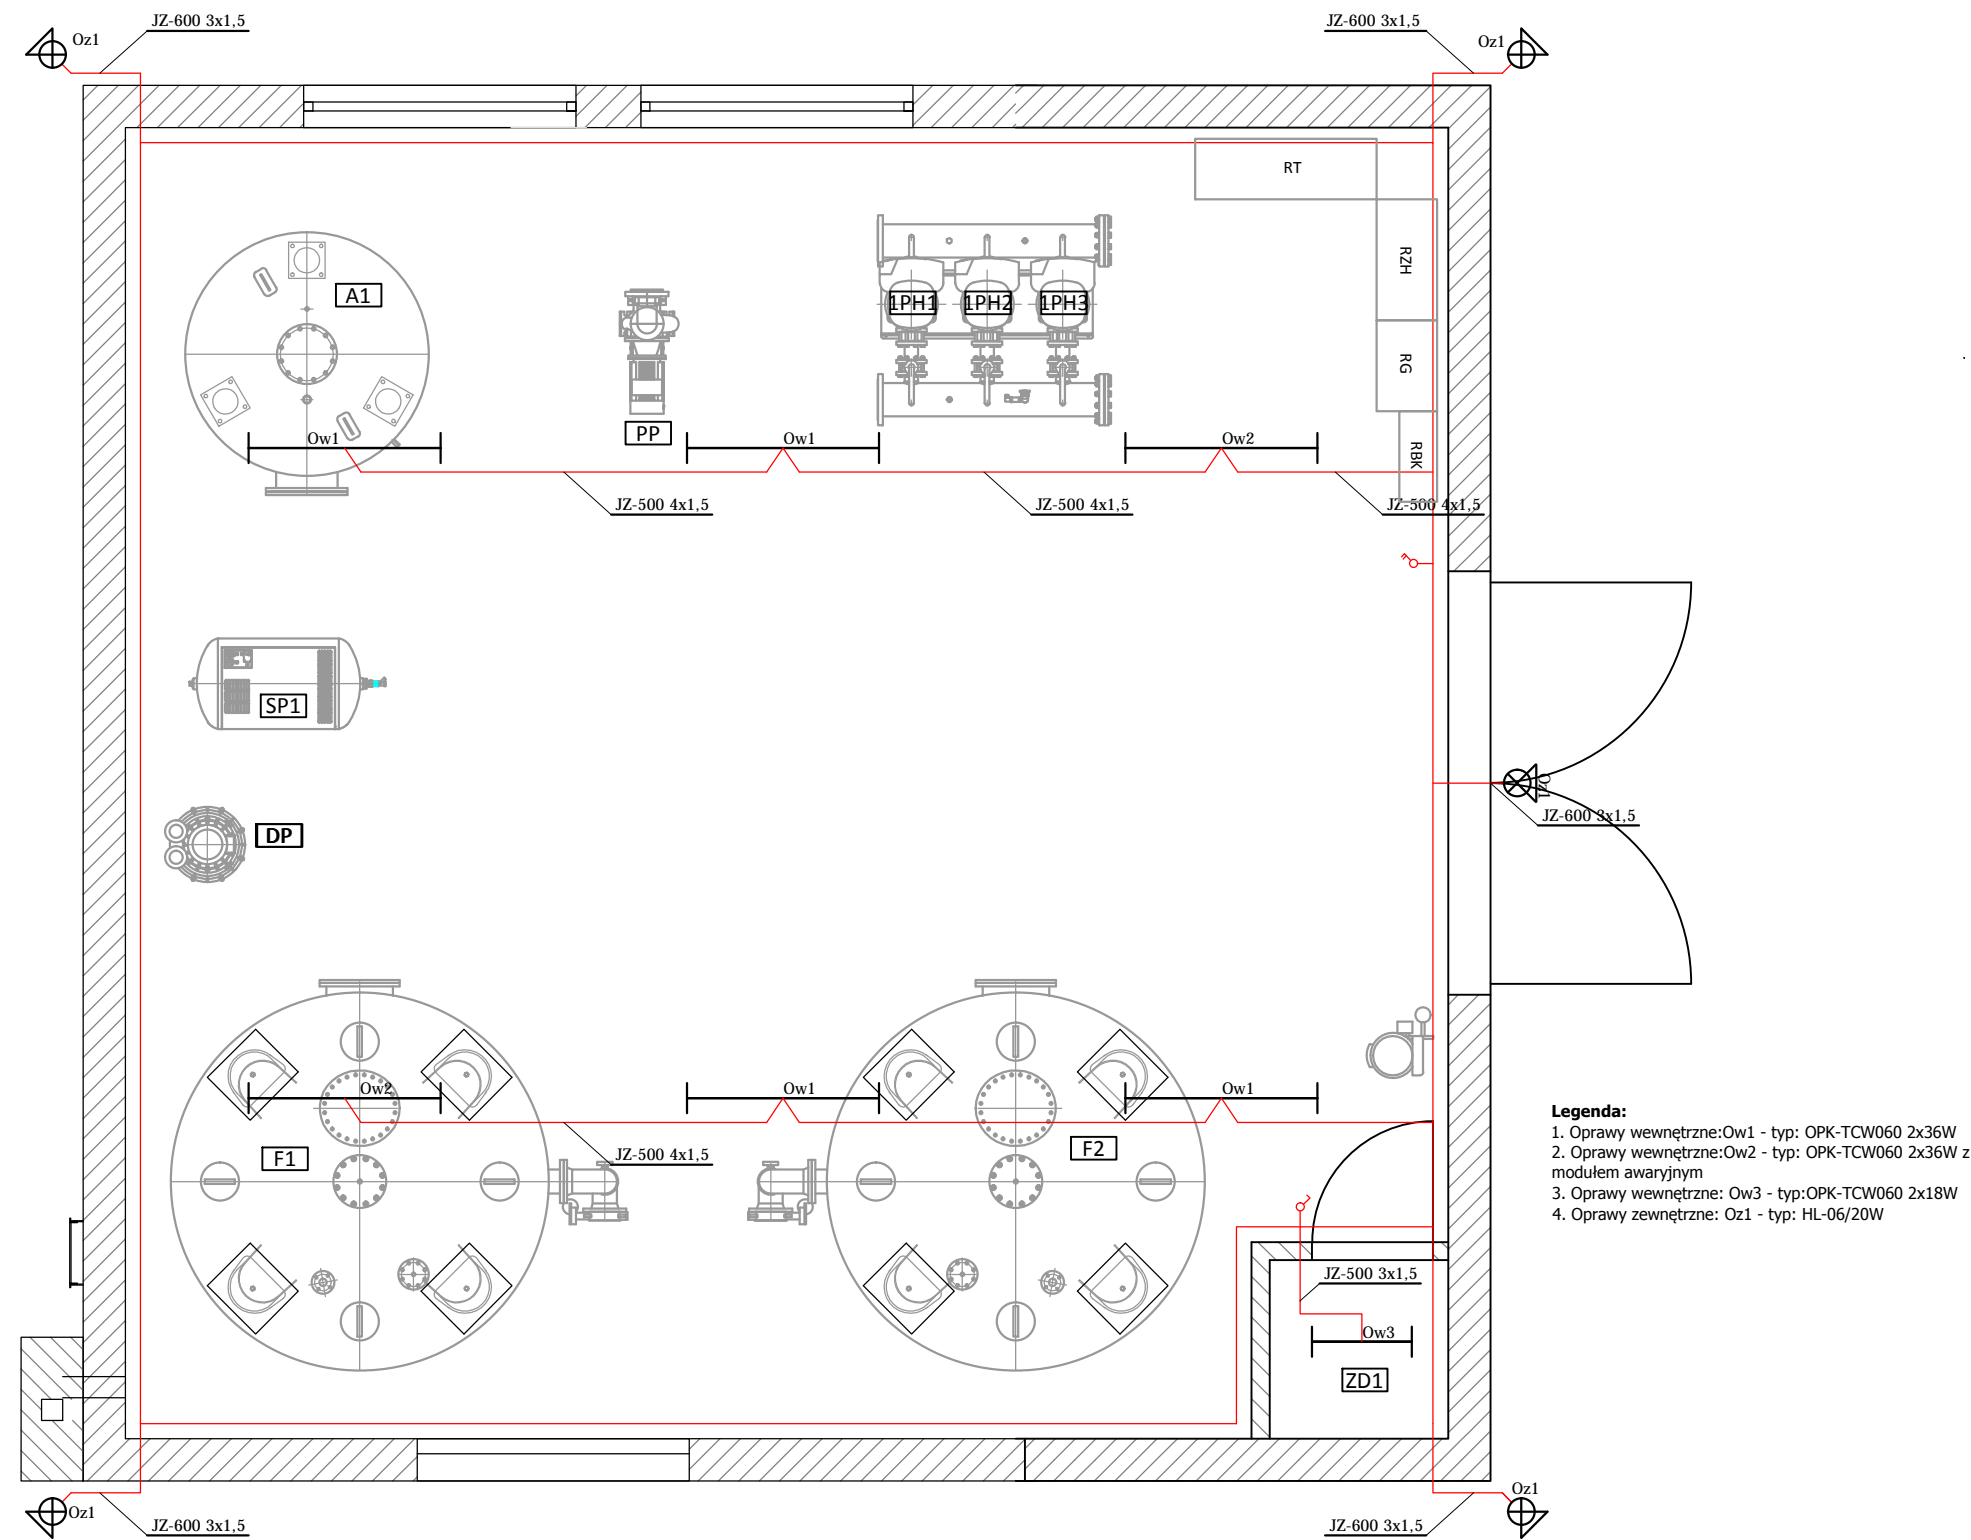 JZ-600 3x1,5
JZ-600 3x1,5
Oz1
Oz1
RT
RZH
A1
1PH1
1PH2
1PH3
RG
PP
Ow1
Ow1
Ow2
RBK
JZ-500 4x1,5
JZ-500 4x1,5
JZ-500 4x1,5
SP1
Oz1
JZ-600 3x1,5
DP
Ow2
Ow1
Ow1
F1
JZ-500 4x1,5
F2
Legenda:
1. Oprawy wewnętrzne:Ow1 - typ: OPK-TCW060 2x36W
2. Oprawy wewnętrzne:Ow2 - typ: OPK-TCW060 2x36W z
modułem awaryjnym
3. Oprawy wewnętrzne: Ow3 - typ:OPK-TCW060 2x18W
4. Oprawy zewnętrzne: Oz1 - typ: HL-06/20W
JZ-500 3x1,5
Ow3
ZD1
Oz1
Oz1
JZ-600 3x1,5
JZ-600 3x1,5